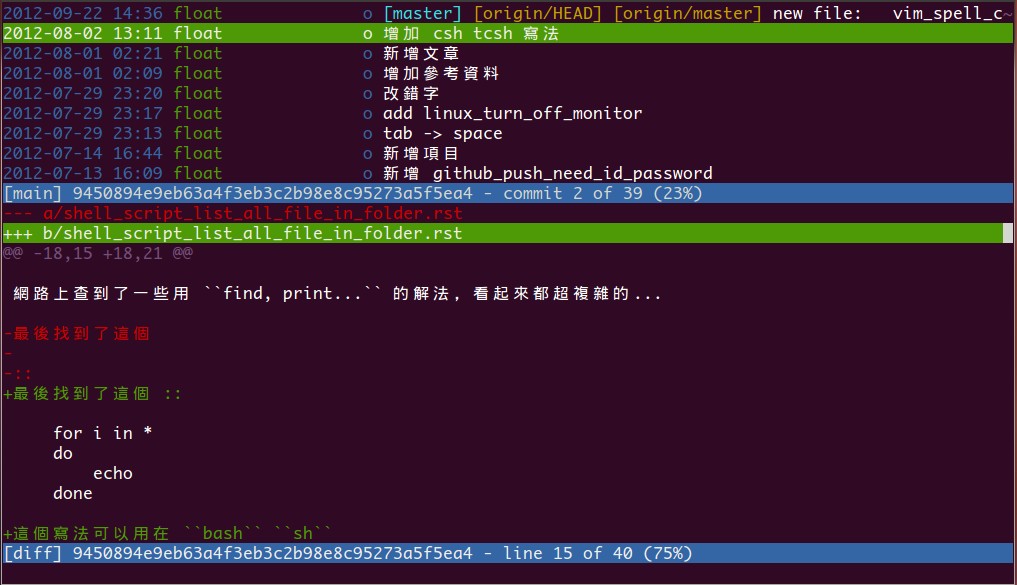 2012-09-22 14:36 float o [master] [origin/HEAD] [origin/master] new file: vim_spell_c~
2012-08-02 13:11 float o 增加 csh tcsh 寫法
2012-08-01 02:21 float o 新增文章
2012-08-01 02:09 float o 增加參考資料
2012-07-29 23:20 float o 改錯字
2012-07-29 23:17 float o add linux_turn_off_monitor
2012-07-29 23:13 float o tab -> space
2012-07-14 16:44 float o 新增項目
2012-07-13 16:09 float o 新增 github_push_need_id_password
[main] 9450894e9eb63a4f3eb3c2b98e8c95273a5f5ea4 - commit 2 of 39 (23%)
--- a/shell_script_list_all_file_in_folder.rst
+++ b/shell_script_list_all_file_in_folder.rst
@@ -18,15 +18,21 @@
網路上查到了一些用 ``find, print...`` 的解法, 看起來都超複雜的...
-最後找到了這個
-
-::
+最後找到了這個 ::
for i in *
do
echo
done
+這個寫法可以用在 ``bash`` ``sh``
[diff] 9450894e9eb63a4f3eb3c2b98e8c95273a5f5ea4 - line 15 of 40 (75%)